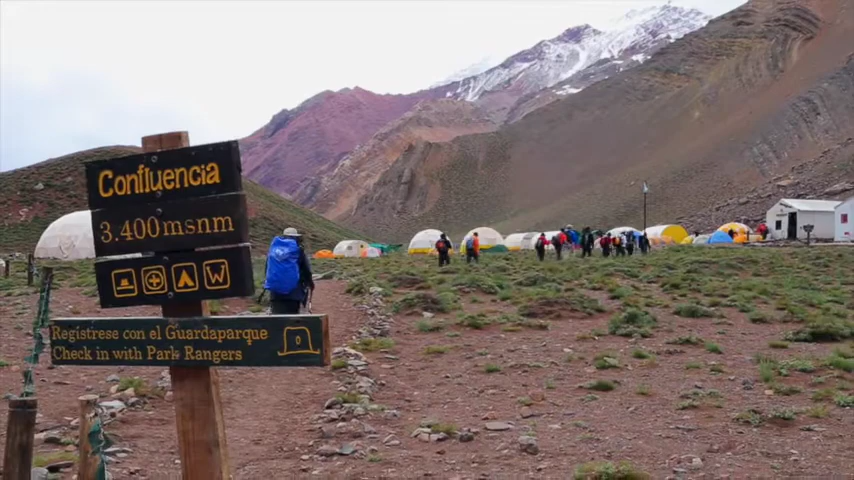 Confluencia
3.400 msnm
W
Regístrese con el Guardaparque
Check in with Park Rangers